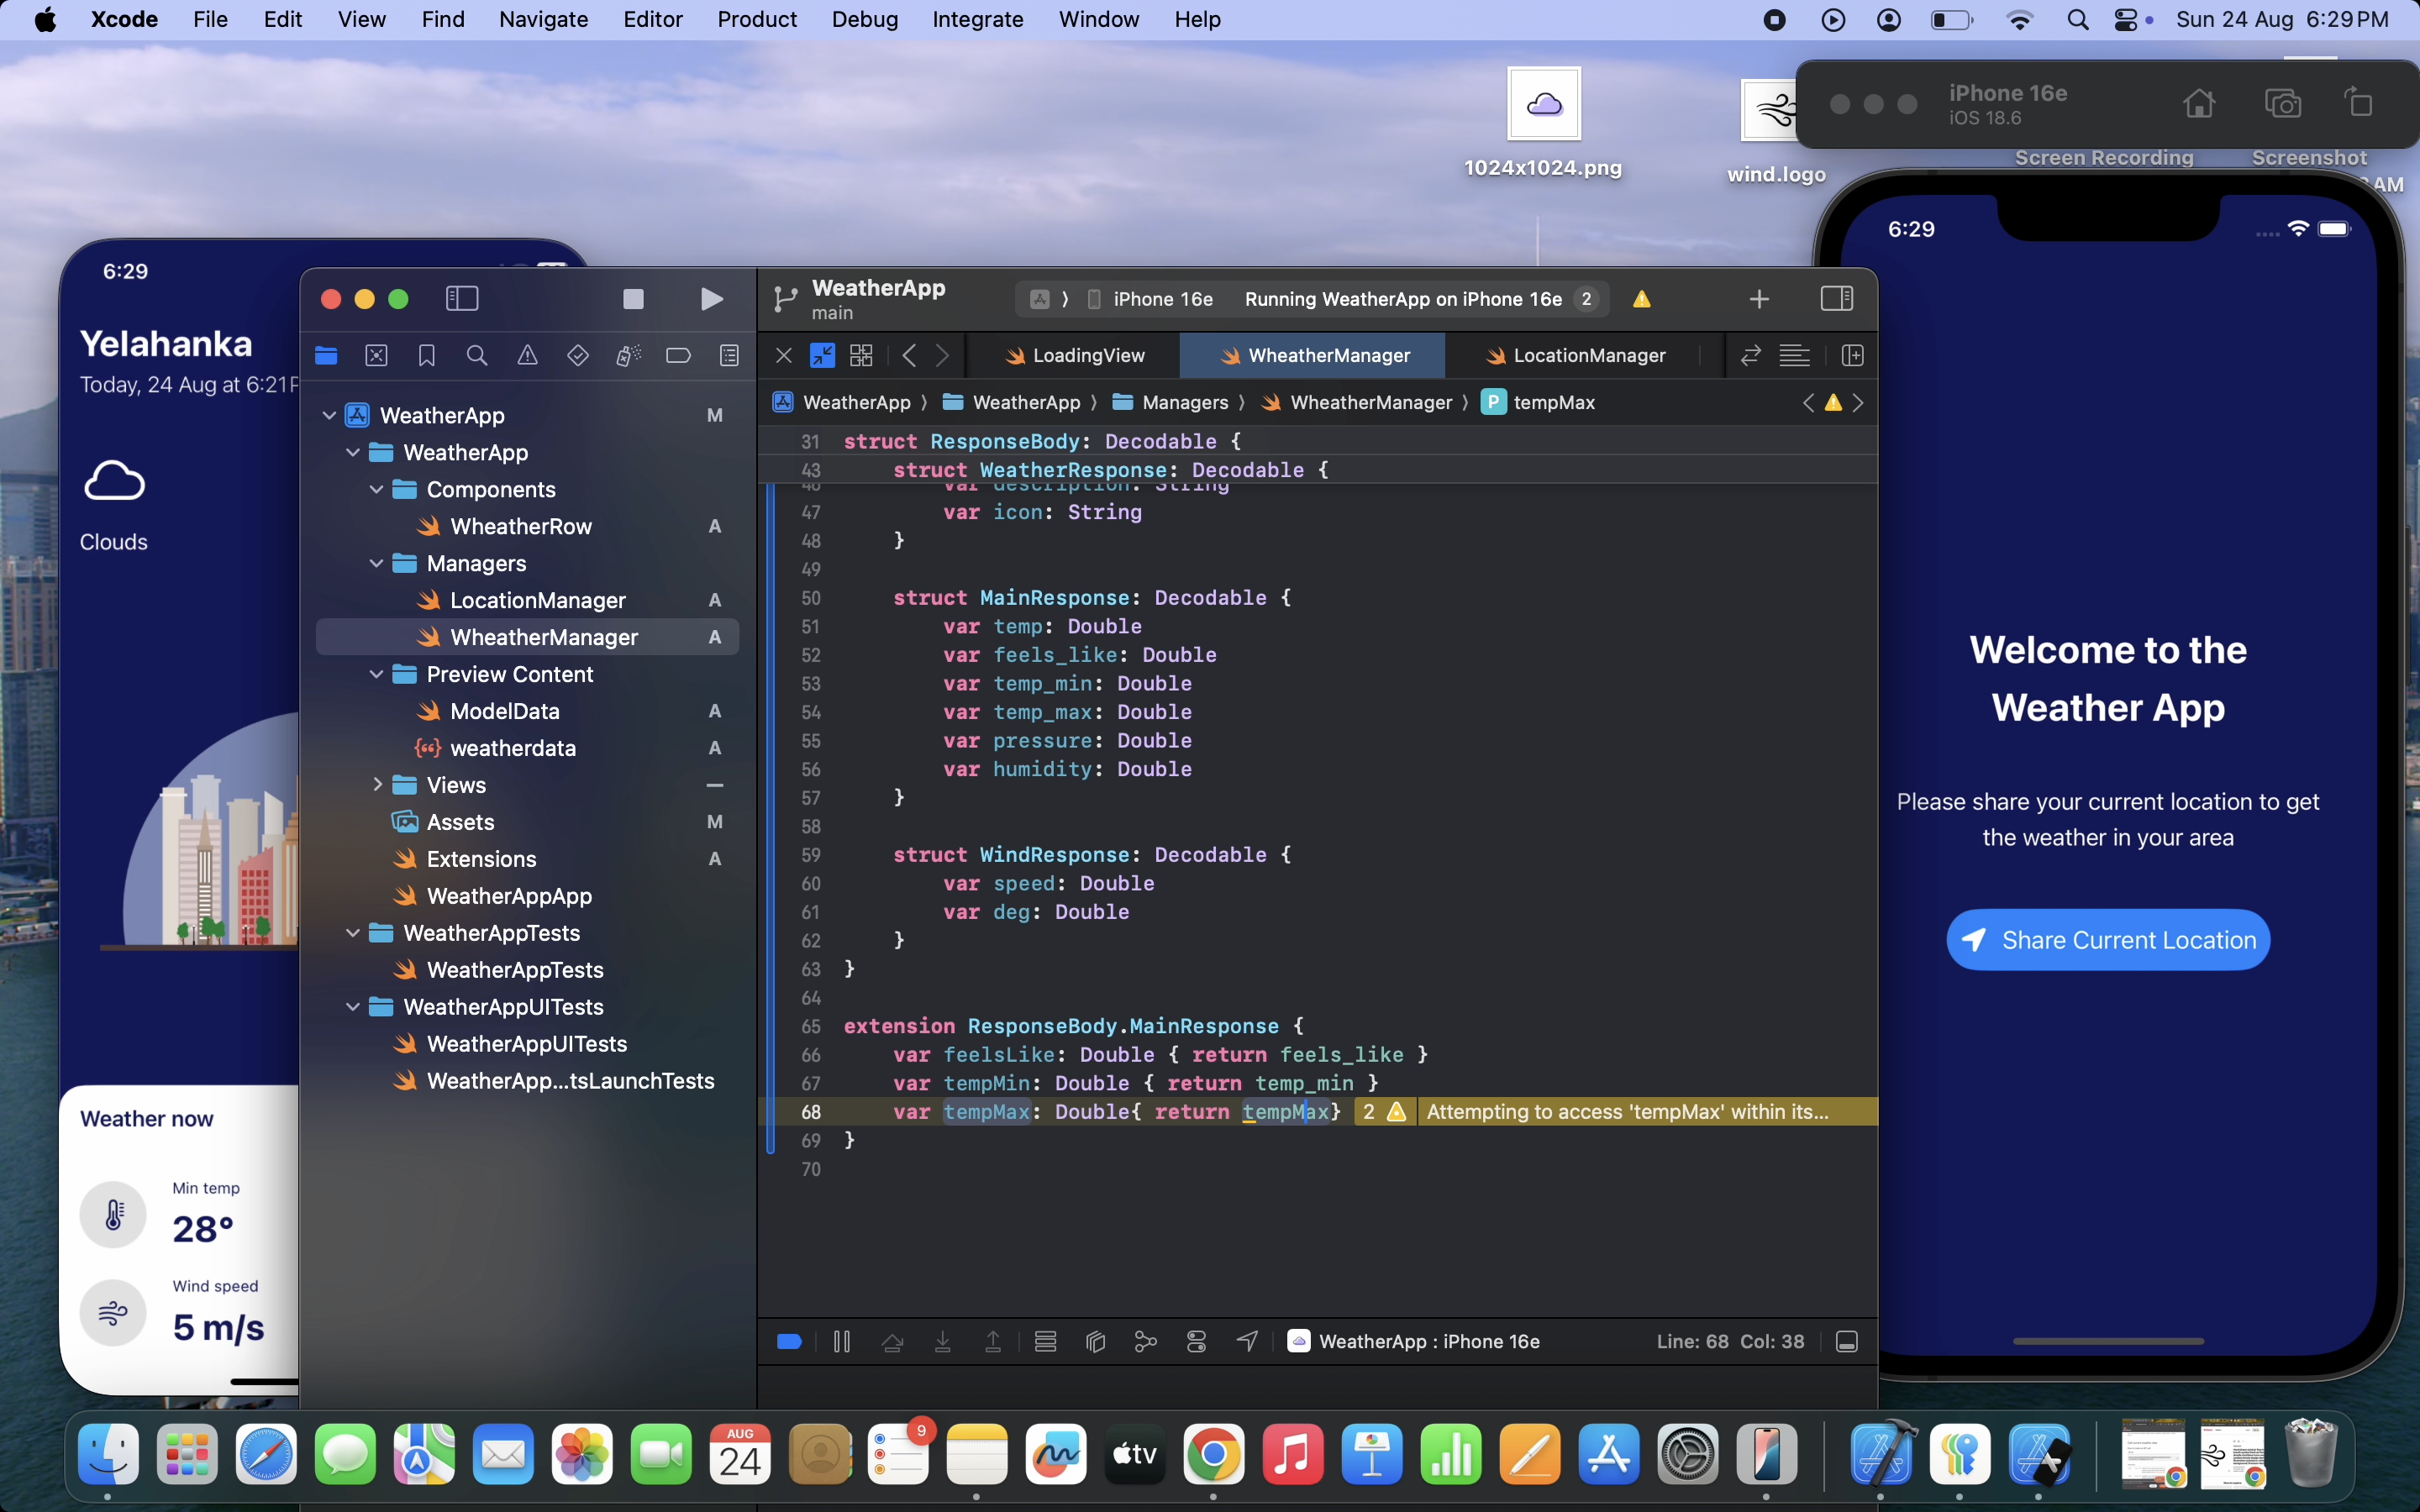 Xcode File Edit View Find Navigate Editor Product Debug Integrate Window Help Sun 24 Aug 6:29 PM
1024x1024.png
wind.logo
iPhone 16e
iOS 18.6
Screen Recording
Screenshot
AM
6:29
Yelahanka
Today, 24 Aug at 6:21P
Clouds
Weather now
Min temp
28°
Wind speed
5 m/s
WeatherApp
main
iPhone 16e Running WeatherApp on iPhone 16e 2
LoadingView WheatherManager LocationManager
WeatherApp WeatherApp Managers WheatherManager P tempMax
WeatherApp M
WeatherApp
Components
WheatherRow A
Managers
LocationManager A
WheatherManager A
Preview Content
ModelData A
weatherdata A
Views
Assets M
Extensions A
WeatherAppApp
WeatherAppTests
WeatherAppTests
WeatherAppUITests
WeatherAppUITests
WeatherApp...tsLaunchTests
31 struct ResponseBody: Decodable {
43 struct WeatherResponse: Decodable {
46 var description: String
47 var icon: String
48 }
49
50 struct MainResponse: Decodable {
51 var temp: Double
52 var feels_like: Double
53 var temp_min: Double
54 var temp_max: Double
55 var pressure: Double
56 var humidity: Double
57 }
58
59 struct WindResponse: Decodable {
60 var speed: Double
61 var deg: Double
62 }
63 }
64
65 extension ResponseBody.MainResponse {
66 var feelsLike: Double { return feels_like }
67 var tempMin: Double { return temp_min }
68 var tempMax: Double{ return tempMax} 2 Attempting to access 'tempMax' within its...
69 }
70
WeatherApp : iPhone 16e Line: 68 Col: 38
6:29
Welcome to the
Weather App
Please share your current location to get
the weather in your area
Share Current Location
AUG
24
9
tv